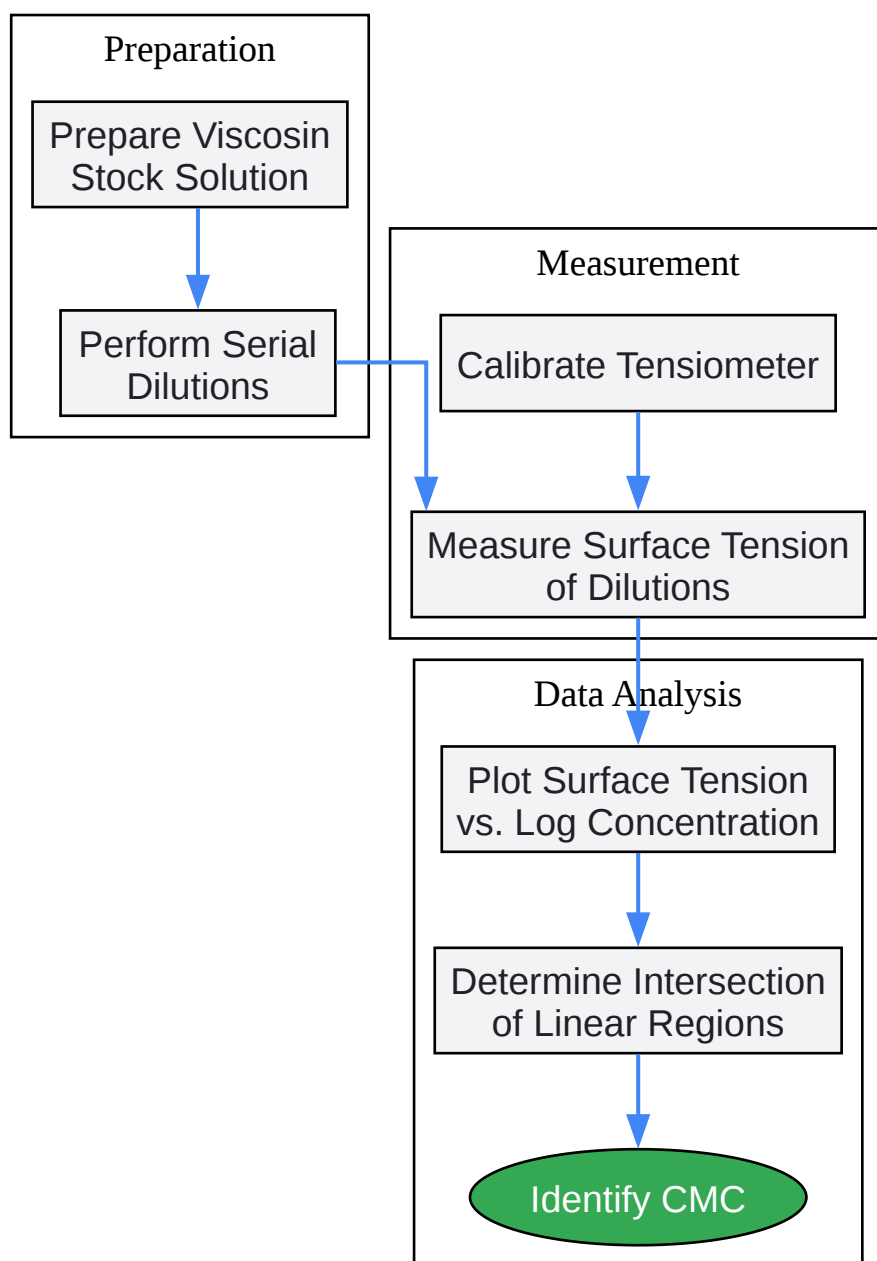 Preparation
Prepare Viscosin
Stock Solution
Perform Serial
Dilutions
Measurement
Calibrate Tensiometer
Measure Surface Tension
of Dilutions
Data Analysis
Plot Surface Tension
vs. Log Concentration
Determine Intersection
of Linear Regions
Identify CMC